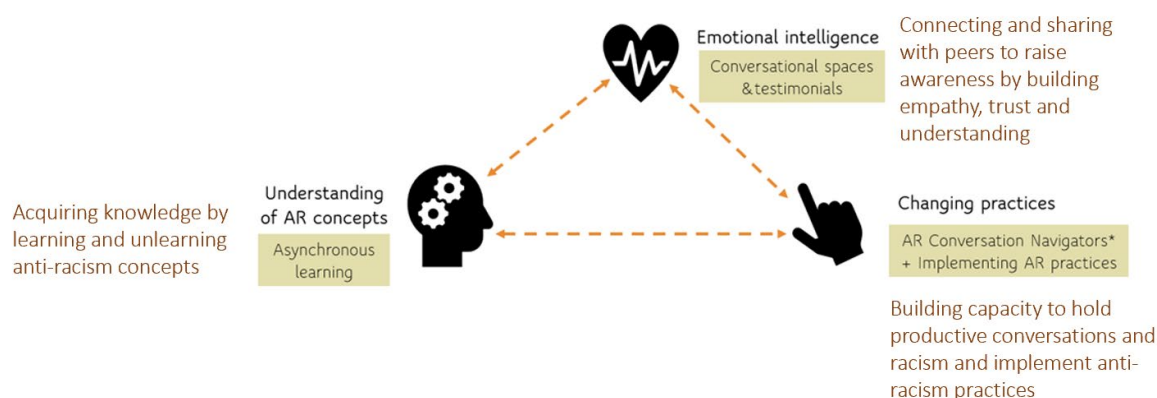 Emotional intelligence
Conversational spaces
&testimonials
Connecting and sharing
with peers to raise
awareness by building
empathy, trust and
understanding
Acquiring knowledge by
learning and unlearning
anti-racism concepts
Understanding
of AR concepts
Asynchronous
learning
Changing practices
AR Conversation Navigators*
+ Implementing AR practices
Building capacity to hold
productive conversations and
racism and implement anti-
racism practices